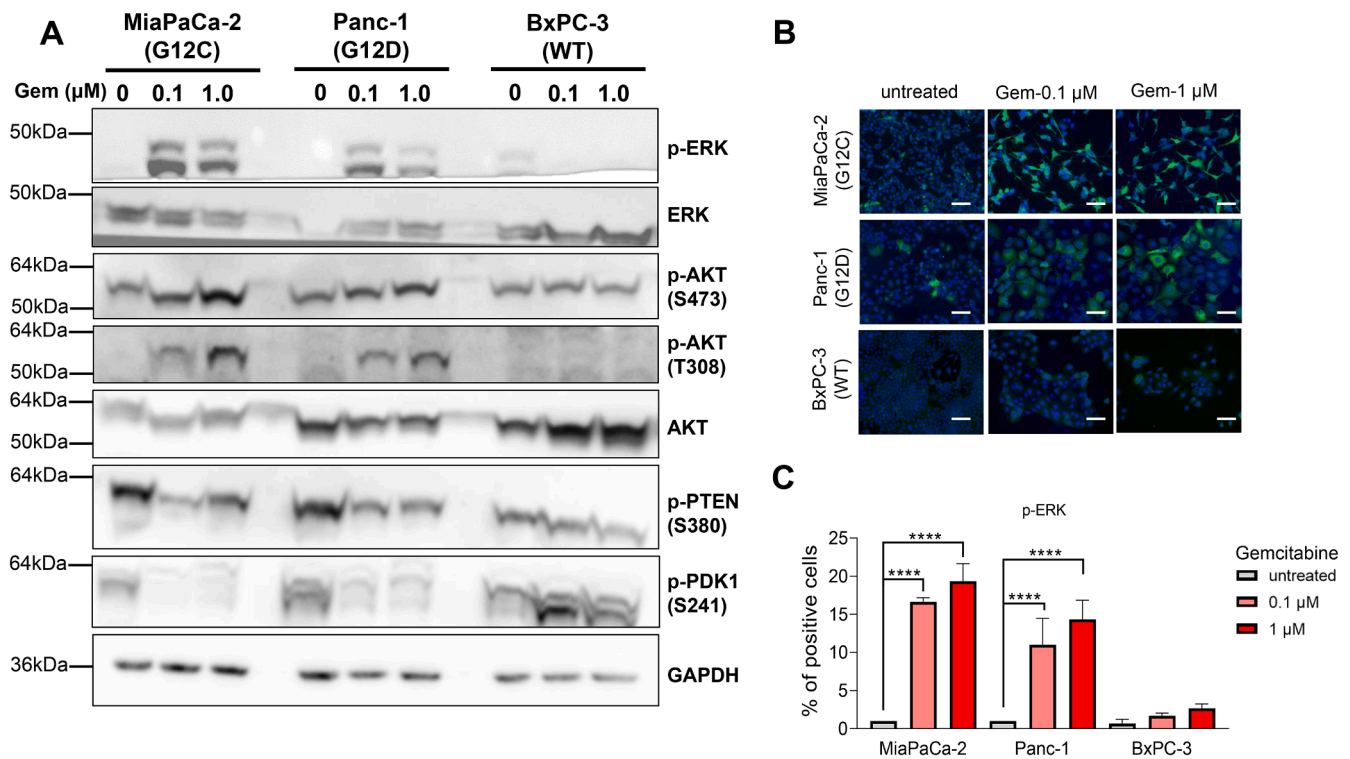 A
MiaPaCa-2
(G12C)
Panc-1
(G12D)
BxPC-3
(WT)
Gem (µM) 0 0.1 1.0 0 0.1 1.0 0 0.1 1.0
50kDa
p-ERK
50kDa
ERK
64kDa
p-AKT
(S473)
50kDa
64kDa
p-AKT
(T308)
50kDa
64kDa
AKT
50kDa
64kDa
p-PTEN
(S380)
64kDa
p-PDK1
(S241)
36kDa
GAPDH
B
untreated Gem-0.1 µM Gem-1 µM
MiaPaCa-2
(G12C)
Panc-1
(G12D)
BxPC-3
(WT)
C
p-ERK
% of positive cells
25
20
15
10
5
0
**** ****
**** ****
MiaPaCa-2 Panc-1 BxPC-3
Gemcitabine
untreated
0.1 µM
1 µM